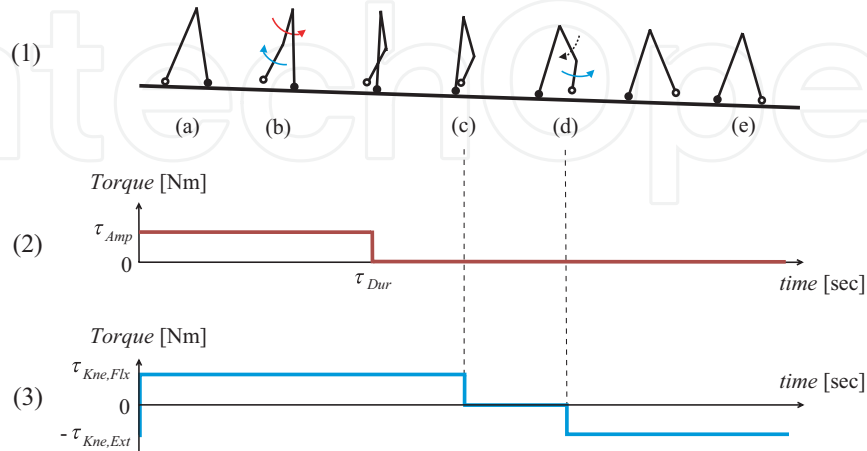 (1)
(a) (b) (c) (d) (e)
Torque [Nm]
(2)
τ Amp
0
τ Dur
time [sec]
Torque [Nm]
(3)
τ Kne,Flx
time [sec]
0
- τ Kne,Ext